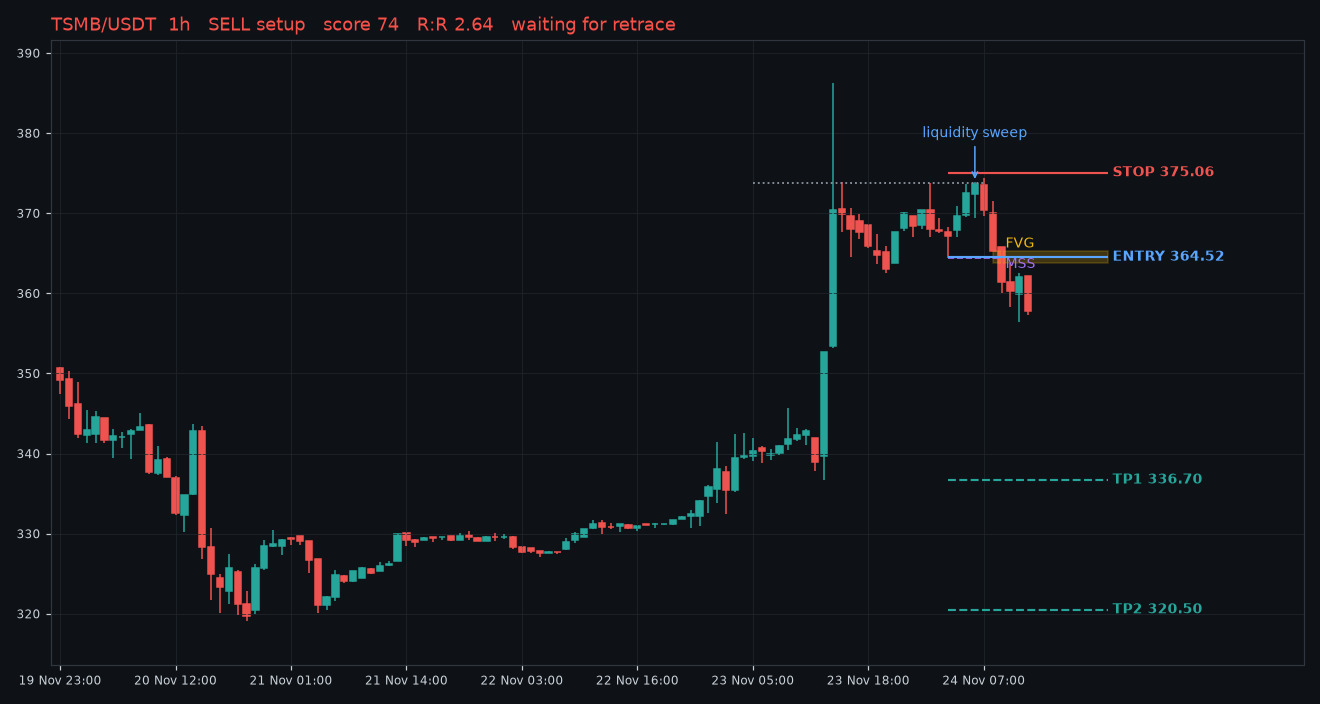 TSMB/USDT 1h SELL setup score 74 R:R 2.64 waiting for retrace
390
380
370
360
350
340
330
320
liquidity sweep
STOP 375.06
FVG
ENTRY 364.52
MSS
TP1 336.70
TP2 320.50
19 Nov 23:00 20 Nov 12:00 21 Nov 01:00 21 Nov 14:00 22 Nov 03:00 22 Nov 16:00 23 Nov 05:00 23 Nov 18:00 24 Nov 07:00